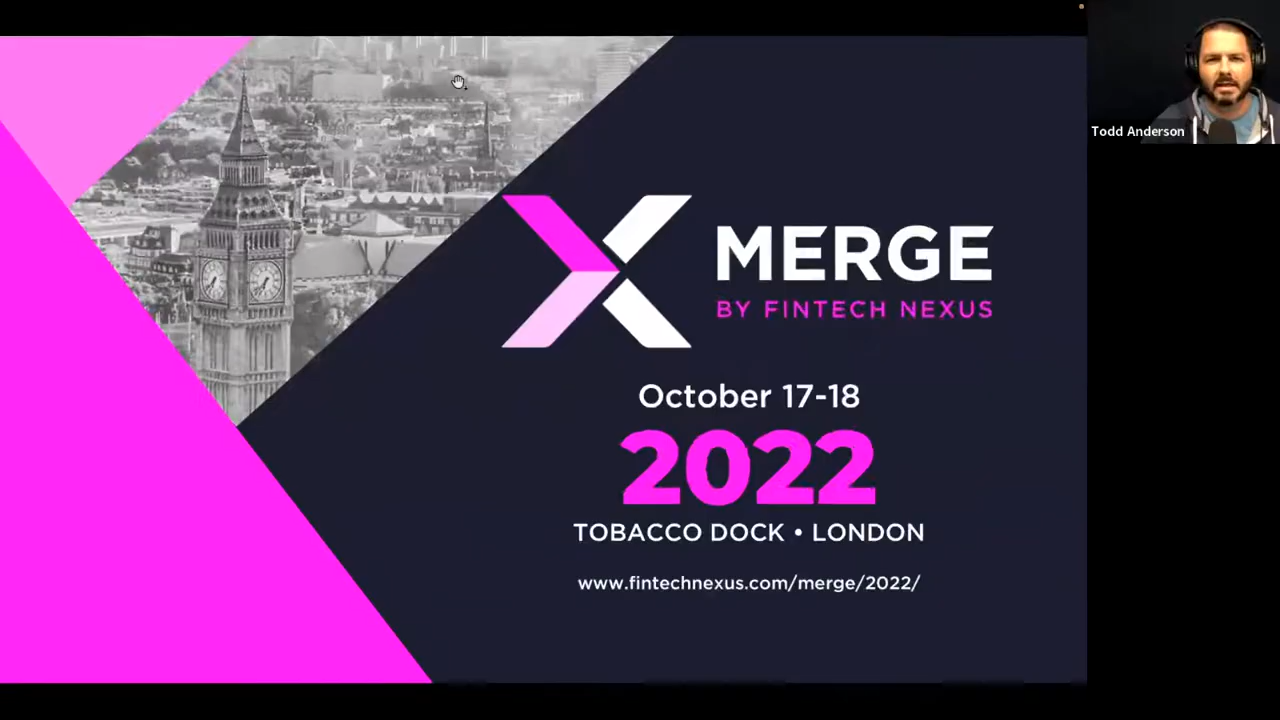 MERGE
BY FINTECH NEXUS
October 17-18
2022
TOBACCO DOCK • LONDON
www.fintechnexus.com/merge/2022/
Todd Anderson